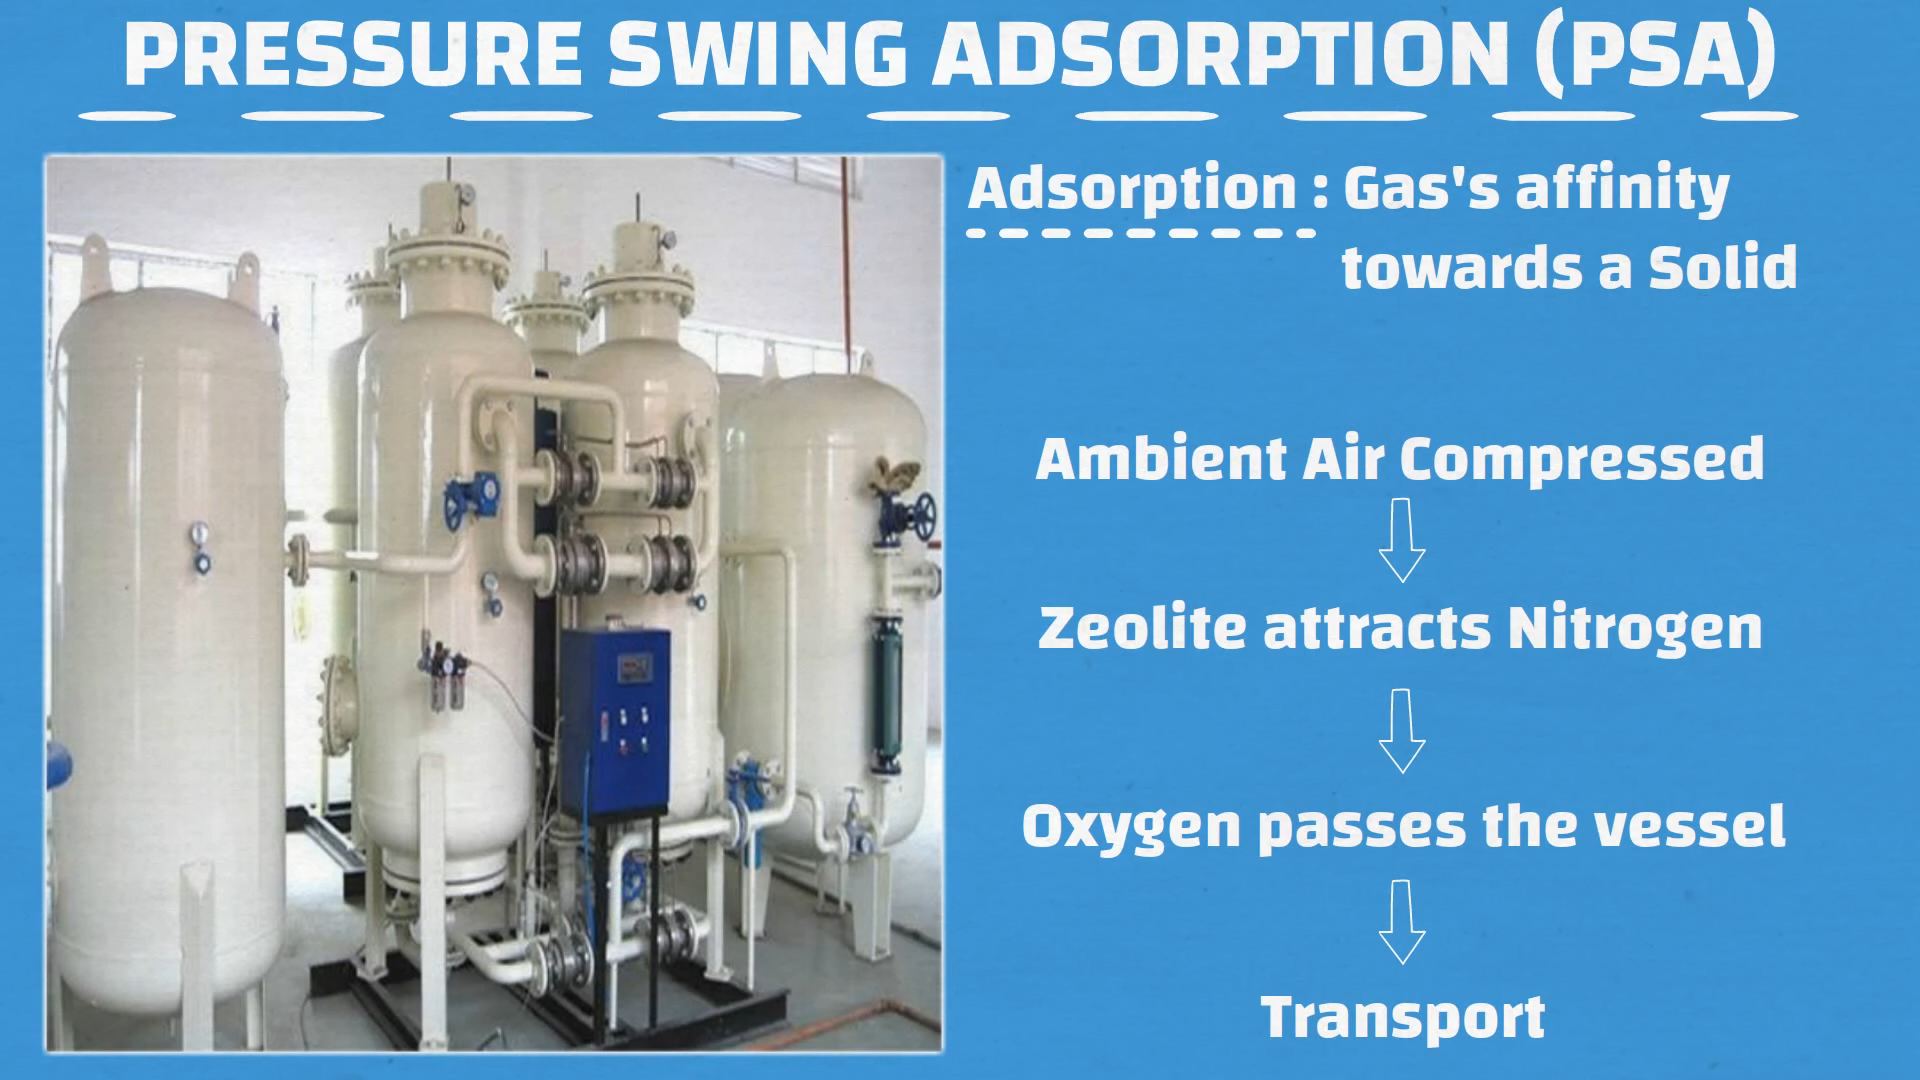 PRESSURE SWING ADSORPTION (PSA)
Adsorption : Gas's affinity
towards a Solid
Ambient Air Compressed
Zeolite attracts Nitrogen
Oxygen passes the vessel
Transport